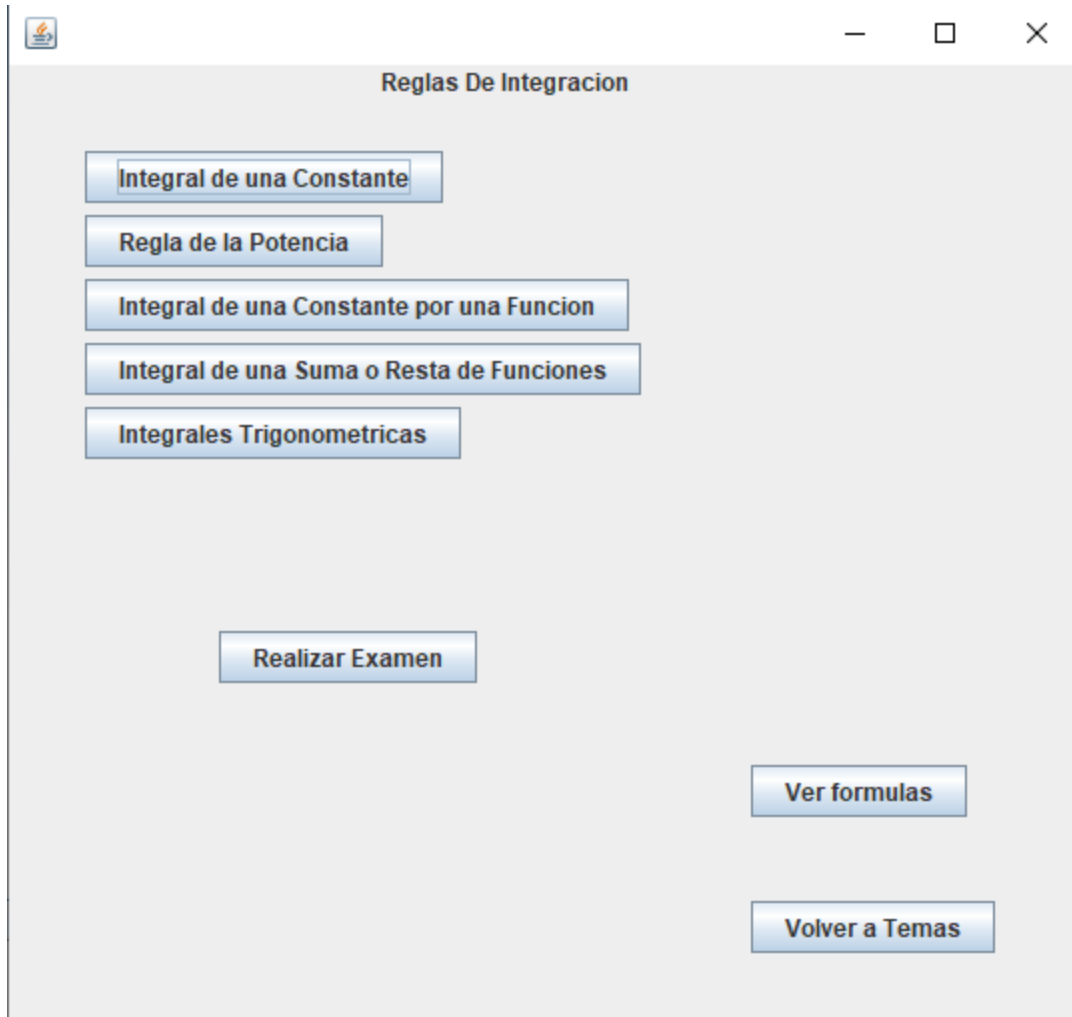 Reglas De Integracion
Integral de una Constante
Regla de la Potencia
Integral de una Constante por una Funcion
Integral de una Suma o Resta de Funciones
Integrales Trigonometricas
Realizar Examen
Ver formulas
Volver a Temas